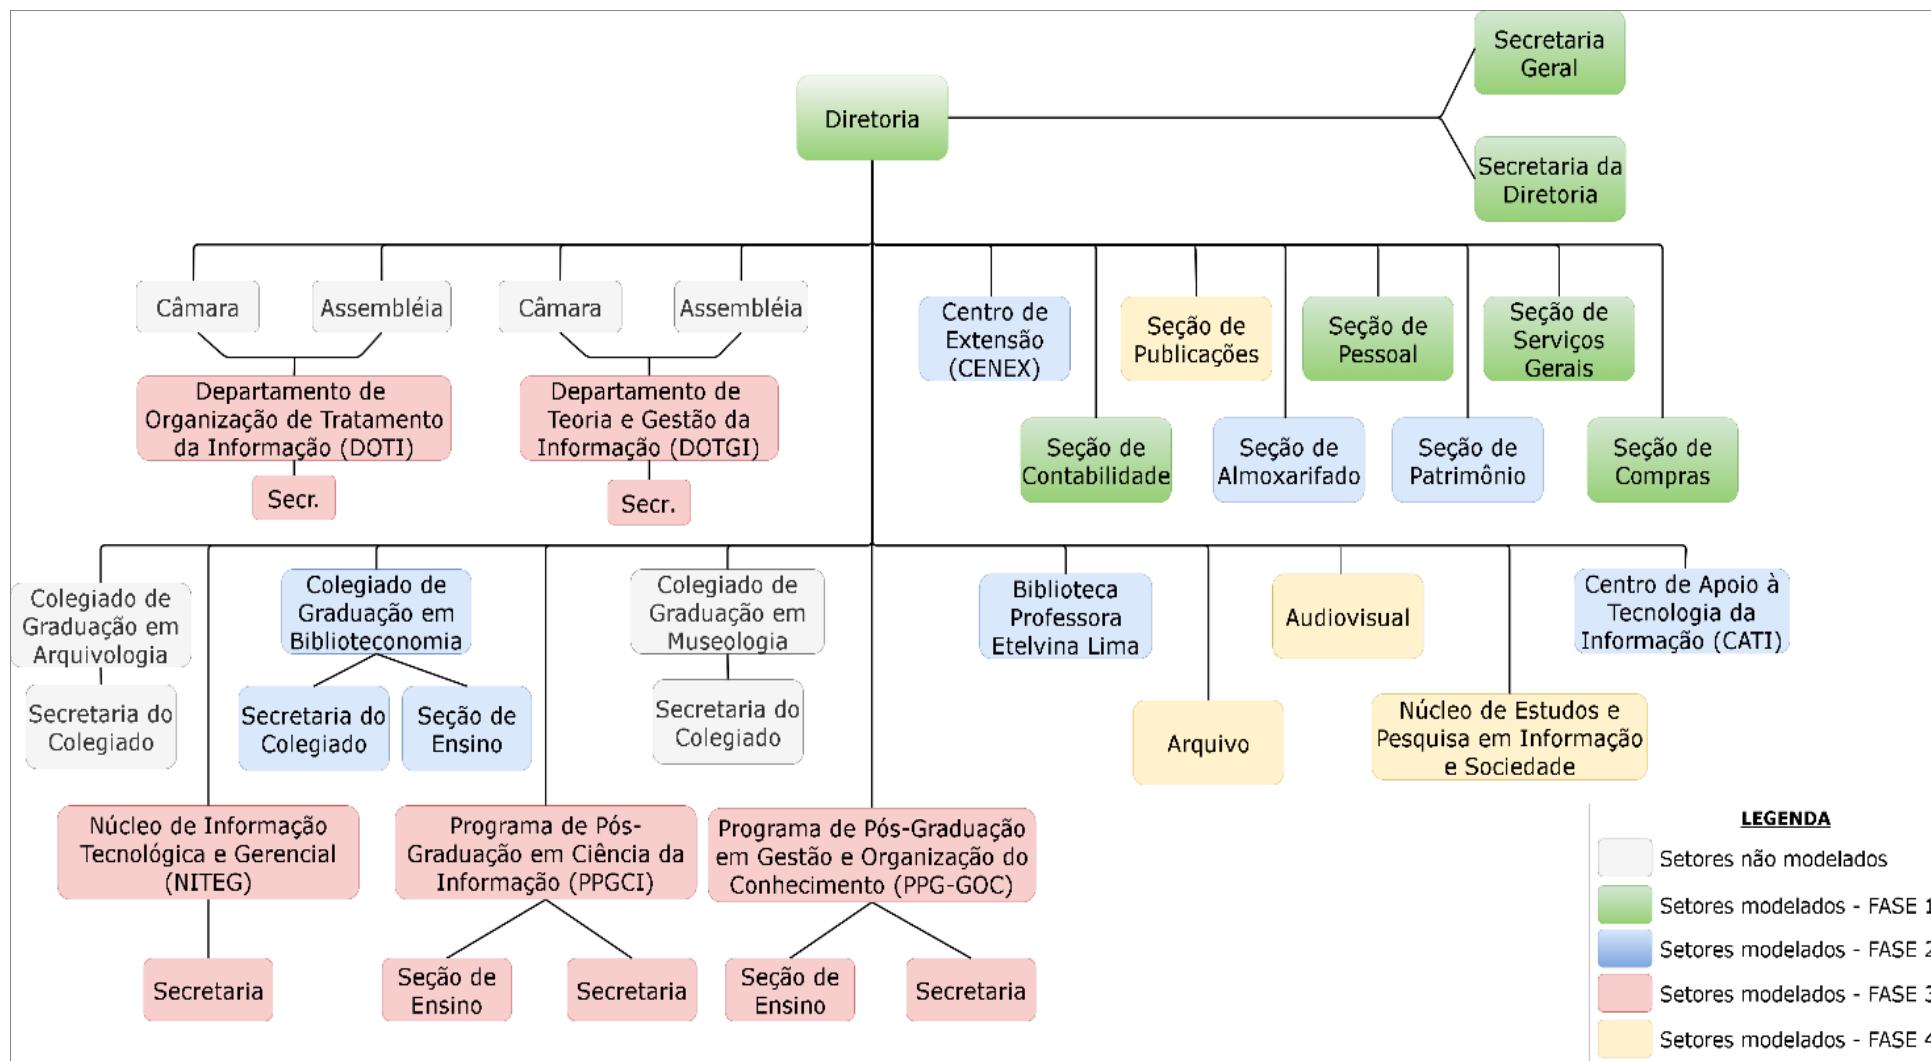 Secretaria
Geral
Diretoria
Secretaria da
Diretoria
Câmara
Assembléia
Câmara
Assembléia
Centro de
Extensão
(CENEX)
Seção de
Publicações
Seção de
Pessoal
Seção de
Serviços
Gerais
Departamento de
Organização de Tratamento
da Informação (DOTI)
Departamento de
Teoria e Gestão da
Informação (DOTGI)
Seção de
Contabilidade
Seção de
Almoxarifado
Seção de
Patrimônio
Seção de
Compras
Secr.
Secr.
Colegiado de
Graduação em
Arquivologia
Colegiado de
Graduação em
Biblioteconomia
Colegiado de
Graduação em
Museologia
Biblioteca
Professora
Etelvina Lima
Audiovisual
Centro de Apoio à
Tecnologia da
Informação (CATI)
Secretaria do
Colegiado
Secretaria do
Colegiado
Seção de
Ensino
Secretaria do
Colegiado
Arquivo
Núcleo de Estudos e
Pesquisa em Informação
e Sociedade
Núcleo de Informação
Tecnológica e Gerencial
(NITEG)
Programa de Pós-
Graduação em Ciência da
Informação (PPGCI)
Programa de Pós-Graduação
em Gestão e Organização do
Conhecimento (PPG-GOC)
Secretaria
Seção de
Ensino
Secretaria
Seção de
Ensino
Secretaria
LEGENDA
Setores não modelados
Setores modelados - FASE 1
Setores modelados - FASE 2
Setores modelados - FASE 3
Setores modelados - FASE 4